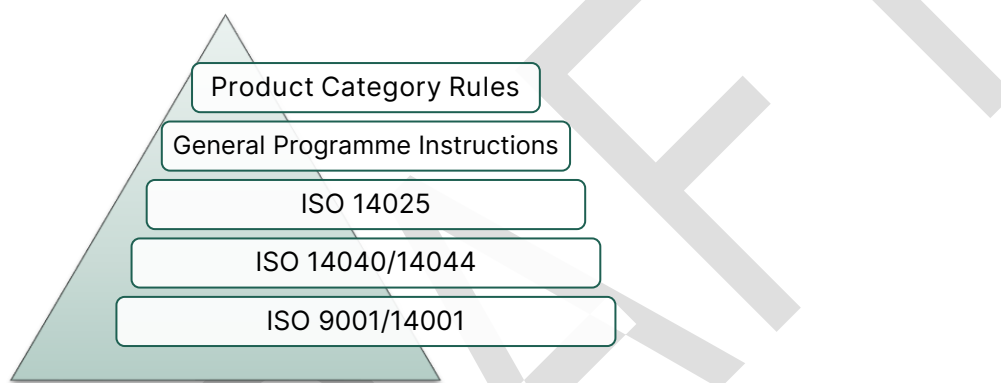 Product Category Rules
General Programme Instructions
ISO 14025
ISO 14040/14044
ISO 9001/14001